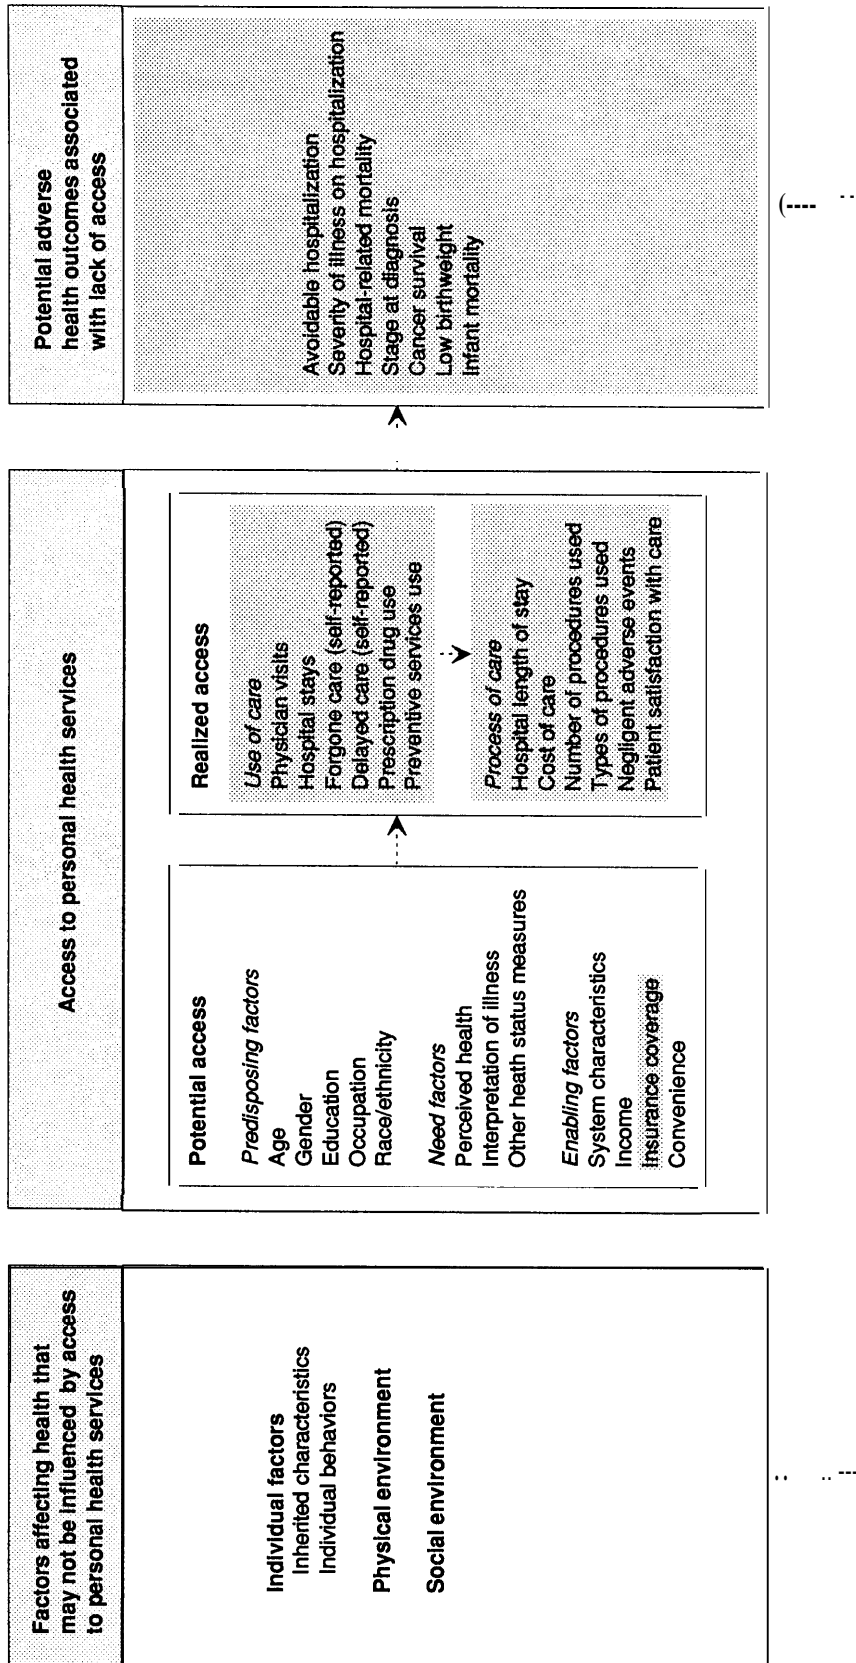 Factors affecting health that
may not be influenced by access
to personal health services
Individual factors
Inherited characteristics
Individual behaviors
Physical environment
Social environment
Access to personal health services
Potential access
Predisposing factors
Age
Gender
Education
Occupation
Race/ethnicity
Need factors
Perceived health
Interpretation of illness
Other heath status measures
Enabling factors
System characteristics
Income
Insurance coverage
Convenience
Realized access
Use of care
Physician visits
Hospital stays
Forgone care (self-reported)
Delayed care (self-reported)
Prescription drug use
Preventive services use
Process of care
Hospital length of stay
Cost of care
Number of procedures used
Types of procedures used
Negligent adverse events
Patient satisfaction with care
Potential adverse
health outcomes associated
with lack of access
Avoidable hospitalization
Severity of illness on hospitalization
Hospital-related mortality
Stage at diagnosis
Cancer survival
Low birthweight
Infant mortality